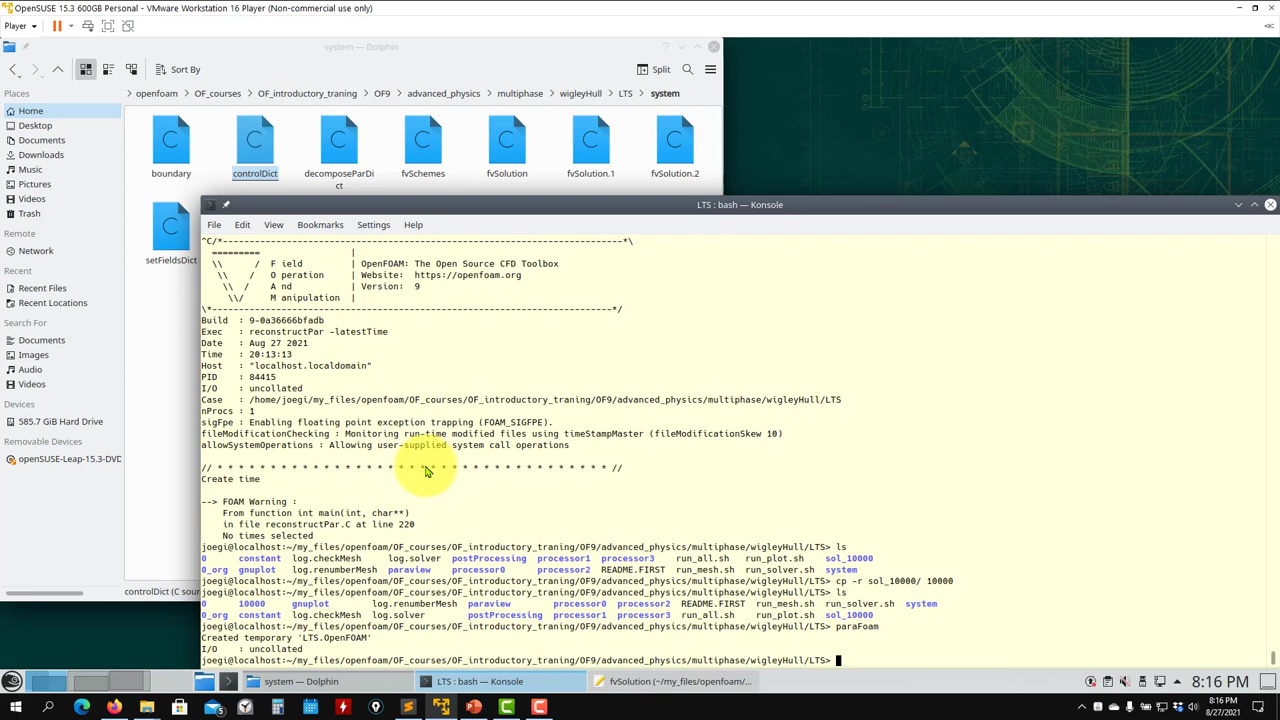 OpenSUSE 15.3 600GB Personal - VMware Workstation 16 Player (Non-commercial use only)
Player
system — Dolphin
Sort By
Split
Places
openfoam
OF_courses
OF_introductory_traning
OF9
advanced_physics
multiphase
wigleyHull
LTS
system
Home
Desktop
Documents
Downloads
Music
Pictures
Videos
Trash
Remote
Network
Recent
Recent Files
Recent Locations
Search For
Documents
Images
Audio
Videos
Devices
585.7 GiB Hard Drive
Removable Devices
openSUSE-Leap-15.3-DVD
boundary
controlDict
decomposeParDi
ct
fvSchemes
fvSolution
fvSolution.1
fvSolution.2
setFieldsDict
controlDict (C sourc
LTS : bash — Konsole
File Edit View Bookmarks Settings Help
^C/*---------------------------------------------------------------------------*\
  =========                 |
  \\      /  F ield         | OpenFOAM: The Open Source CFD Toolbox
   \\    /   O peration     | Website:  https://openfoam.org
    \\  /    A nd           | Version:  9
     \\/     M anipulation  |
\*---------------------------------------------------------------------------*/
Build  : 9-0a36666bfadb
Exec   : reconstructPar -latestTime
Date   : Aug 27 2021
Time   : 20:13:13
Host   : "localhost.localdomain"
PID    : 84415
I/O    : uncollated
Case   : /home/joegi/my_files/openfoam/OF_courses/OF_introductory_traning/OF9/advanced_physics/multiphase/wigleyHull/LTS
nProcs : 1
sigFpe : Enabling floating point exception trapping (FOAM_SIGFPE).
fileModificationChecking : Monitoring run-time modified files using timeStampMaster (fileModificationSkew 10)
allowSystemOperations : Allowing user-supplied system call operations
// * * * * * * * * * * * * * * * * * * * * * * * * * * * * * * * * * * * * * //
Create time
--> FOAM Warning :
    From function int main(int, char**)
    in file reconstructPar.C at line 220
    No times selected
joegi@localhost:~/my_files/openfoam/OF_courses/OF_introductory_traning/OF9/advanced_physics/multiphase/wigleyHull/LTS> ls
0      constant  log.checkMesh     log.solver  postProcessing  processor1  processor3    run_all.sh   run_plot.sh    sol_10000
0_org  gnuplot   log.renumberMesh  paraview    processor0      processor2  README.FIRST  run_mesh.sh  run_solver.sh  system
joegi@localhost:~/my_files/openfoam/OF_courses/OF_introductory_traning/OF9/advanced_physics/multiphase/wigleyHull/LTS> cp -r sol_10000/ 10000
joegi@localhost:~/my_files/openfoam/OF_courses/OF_introductory_traning/OF9/advanced_physics/multiphase/wigleyHull/LTS> ls
0      10000     gnuplot        log.renumberMesh  paraview        processor0  processor2  README.FIRST  run_mesh.sh  run_solver.sh  system
0_org  constant  log.checkMesh  log.solver        postProcessing  processor1  processor3  run_all.sh    run_plot.sh  sol_10000
joegi@localhost:~/my_files/openfoam/OF_courses/OF_introductory_traning/OF9/advanced_physics/multiphase/wigleyHull/LTS> paraFoam
Created temporary 'LTS.OpenFOAM'
I/O    : uncollated
joegi@localhost:~/my_files/openfoam/OF_courses/OF_introductory_traning/OF9/advanced_physics/multiphase/wigleyHull/LTS>
system — Dolphin
LTS : bash — Konsole
fvSolution (~/my_files/openfoam/...
8:16 PM
8:16 PM
8/27/2021